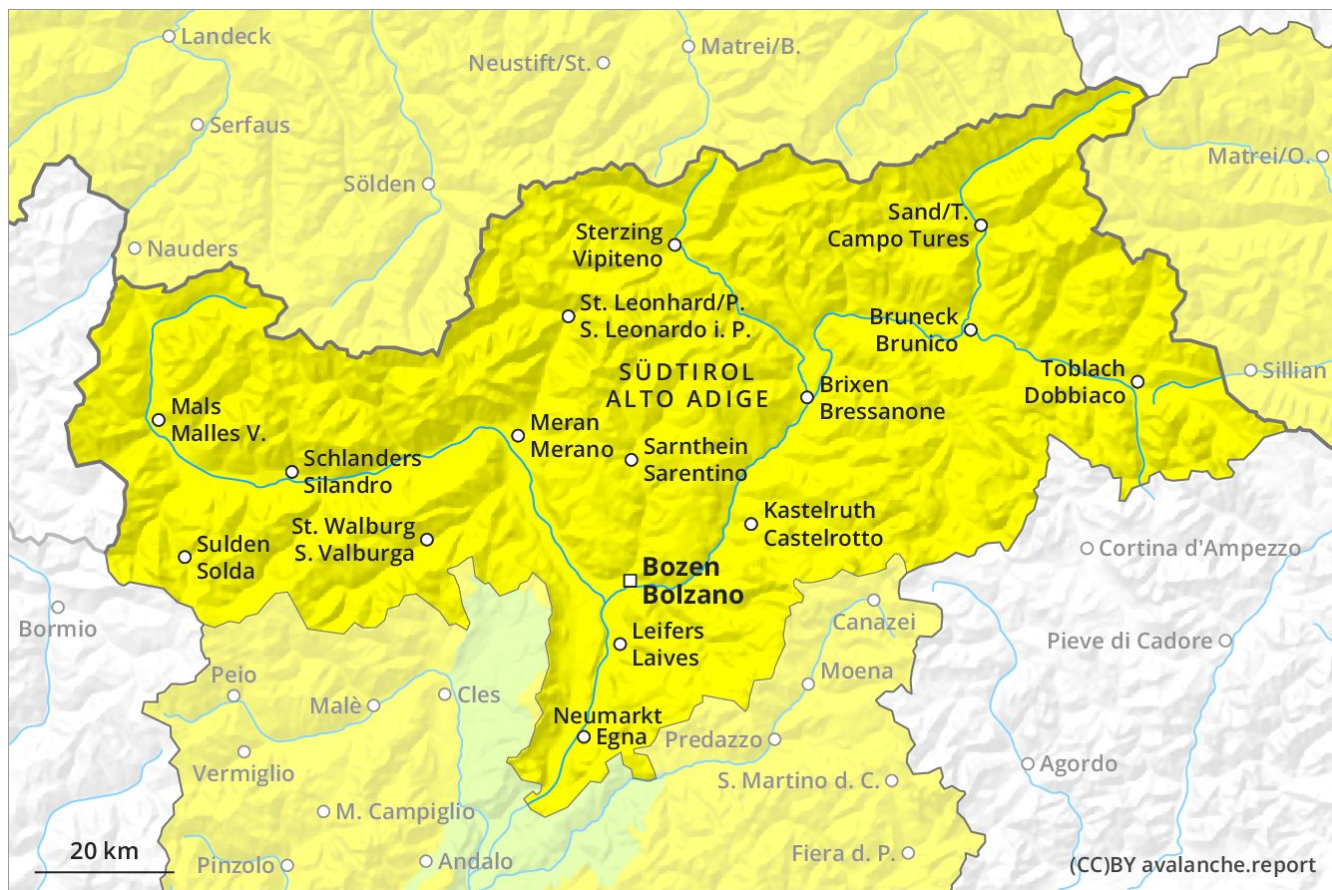 Landeck
Matrei/B.
Neustift/St.
Serfaus
Matrei/O.
Sölden
Sand/T.
Campo Tures
Nauders
Sterzing
Vipiteno
St. Leonhard/P.
S. Leonardo i. P.
Bruneck
Brunico
SÜDTIROL
ALTO ADIGE
Toblach
Dobbiaco
Sillian
Brixen
Bressanone
Mals
Malles V.
Meran
Merano
Sarnthein
Sarentino
Schlanders
Silandro
Kastelruth
Castelrotto
St. Walburg
S. Valburga
Sulden
Solda
Cortina d'Ampezzo
Bozen
Bolzano
Bormio
Canazei
Leifers
Laives
Pieve di Cadore
Peio
Moena
Malè
Cles
Neumarkt
Egna
Predazzo
Vermiglio
Agordo
S. Martino d. C.
M. Campiglio
20 km
Pinzolo
Andalo
Fiera d. P.
(CC)BY avalanche.report